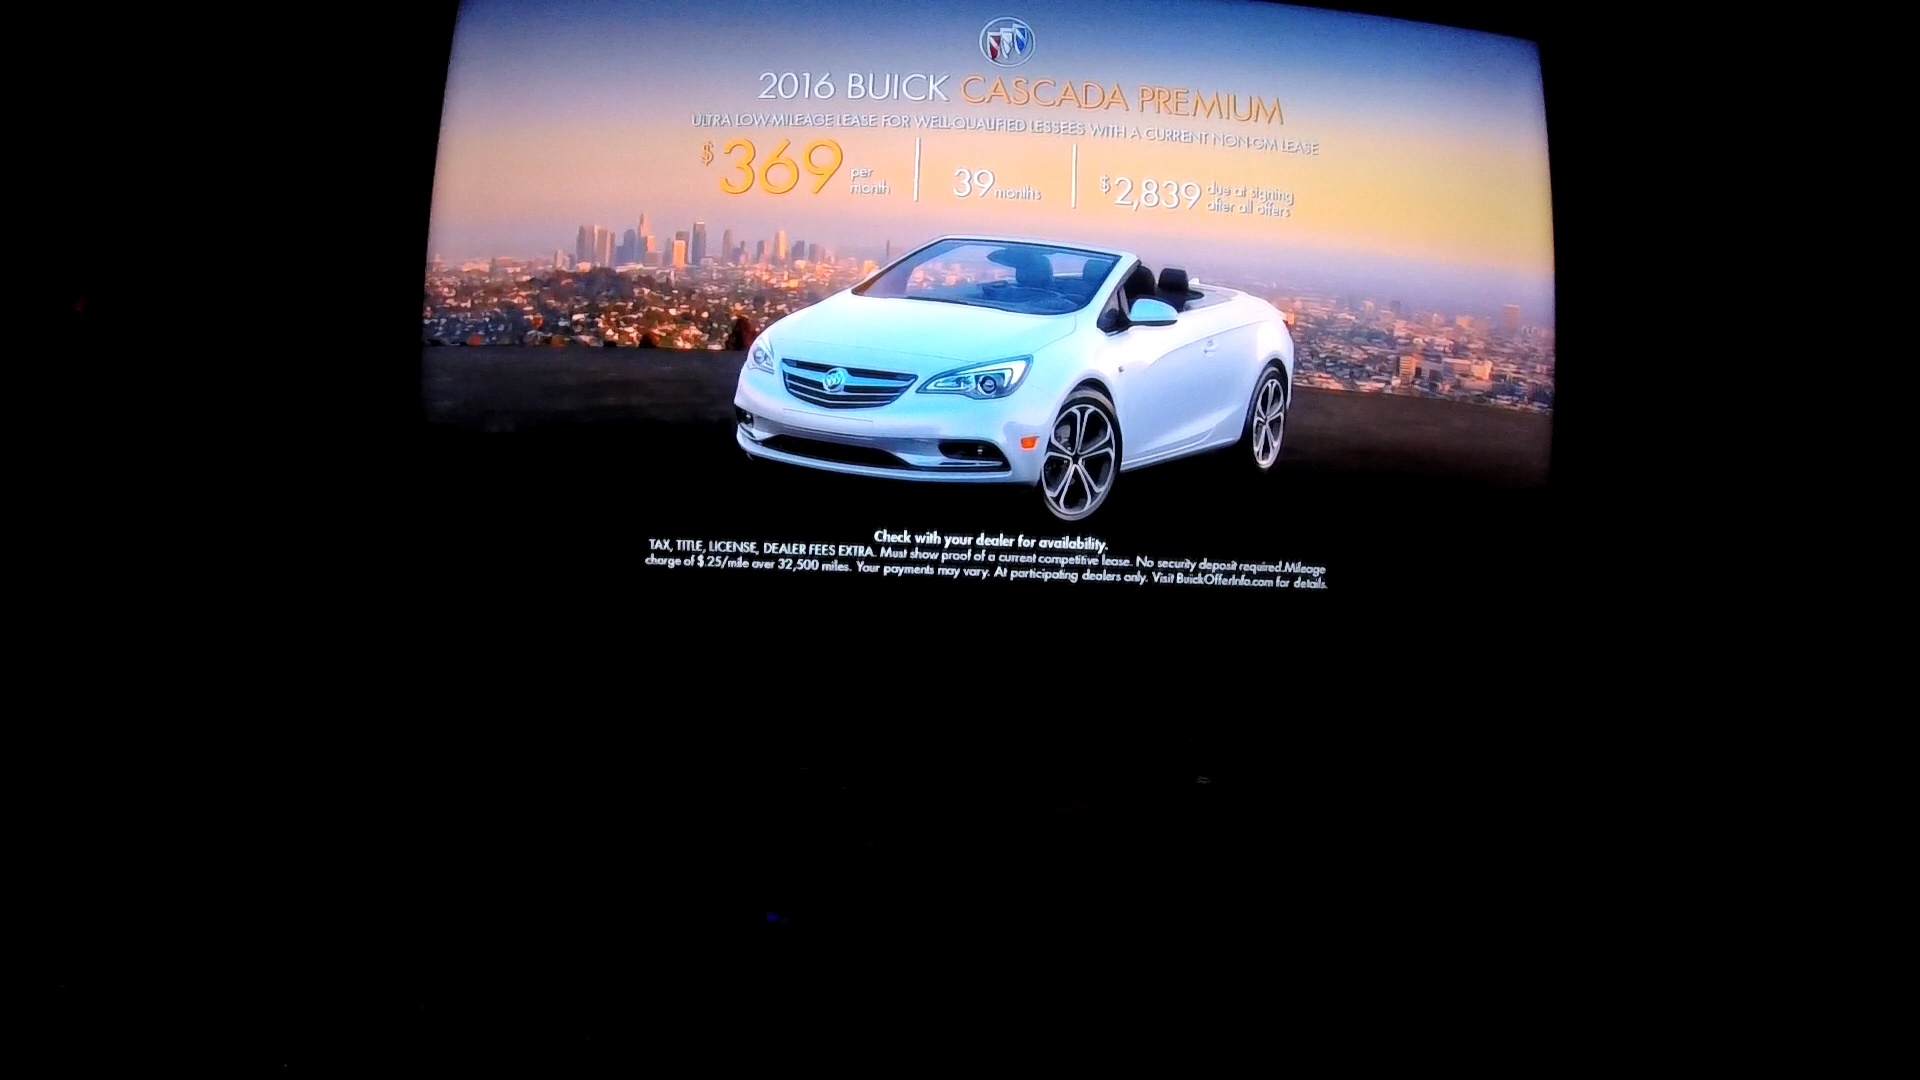 2016 BUICK CASCADA PREMIUM
ULTRA LOW-MILEAGE LEASE FOR WELL-QUALIFIED LESSEES WITH A CURRENT NON-GM LEASE
$369 per month | 39 months | $2,839 due at signing after all offers
Check with your dealer for availability.
TAX, TITLE, LICENSE, DEALER FEES EXTRA. Must show proof of a current competitive lease. No security deposit required.Mileage
charge of $.25/mile over 32,500 miles. Your payments may vary. At participating dealers only. Visit BuickOfferInfo.com for details.